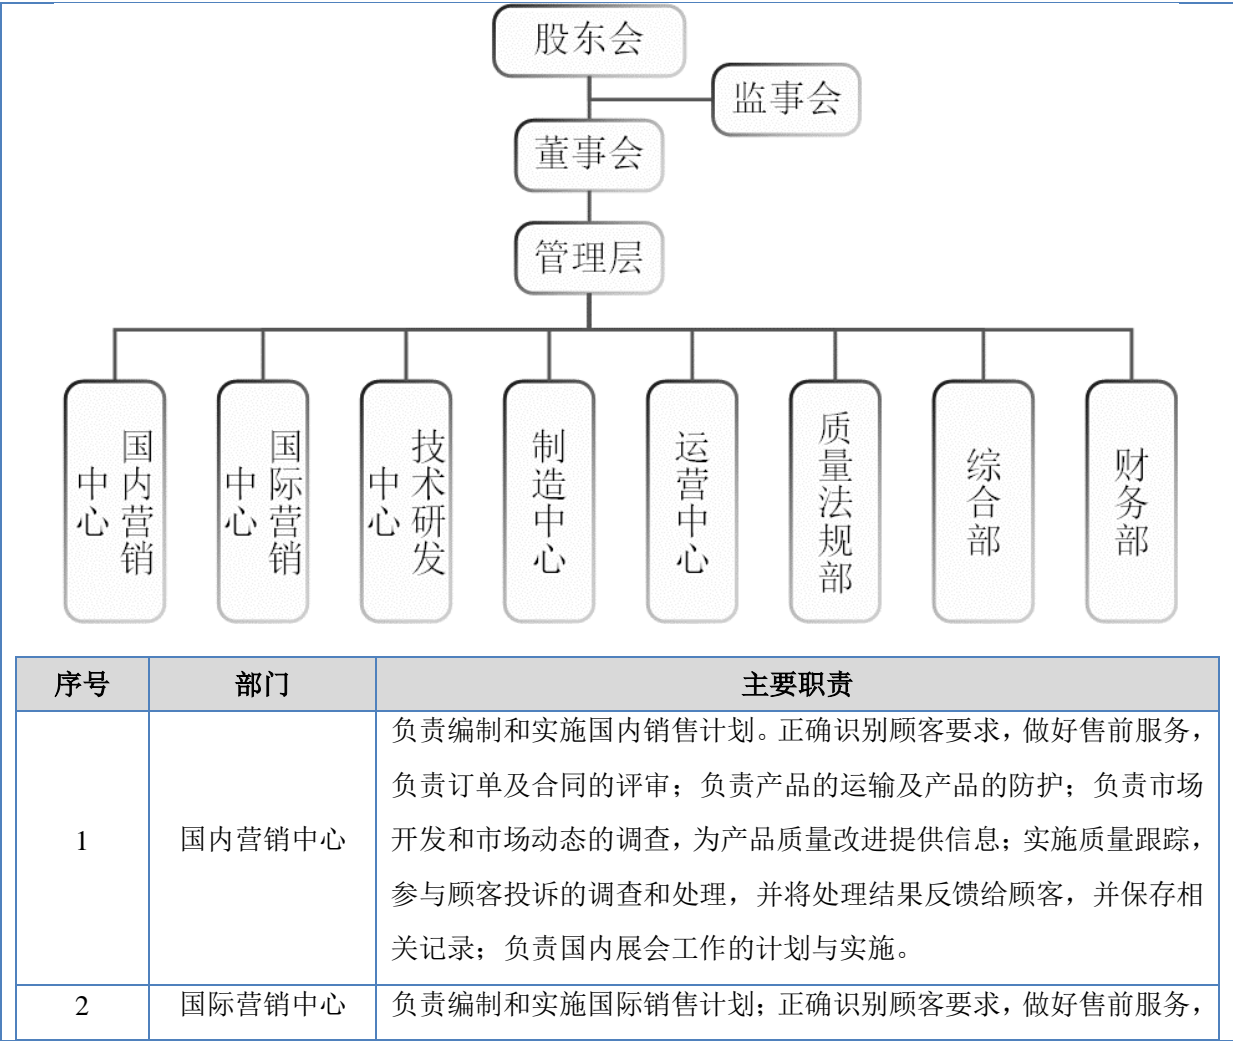 股东会
监事会
董事会
管理层
国内营销
中心
国际营销
中心
技术研发
中心
制造中心
运营中心
质量法规部
综合部
财务部
序号 部门 主要职责
1 国内营销中心
负责编制和实施国内销售计划。正确识别顾客要求，做好售前服务，
负责订单及合同的评审；负责产品的运输及产品的防护；负责市场
开发和市场动态的调查，为产品质量改进提供信息；实施质量跟踪，
参与顾客投诉的调查和处理，并将处理结果反馈给顾客，并保存相
关记录；负责国内展会工作的计划与实施。
2 国际营销中心 负责编制和实施国际销售计划；正确识别顾客要求，做好售前服务，